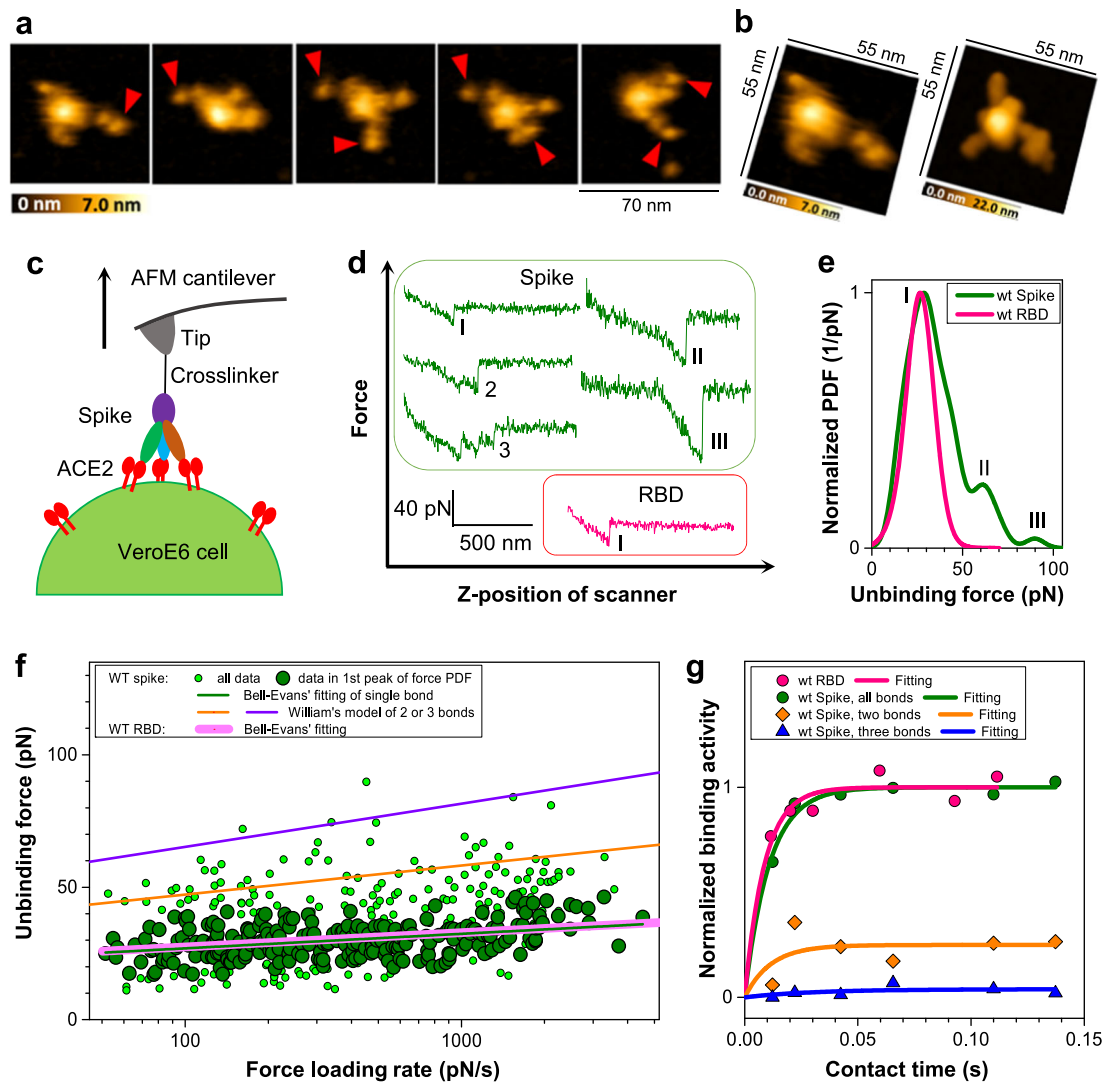 a
0 nm 7.0 nm
70 nm
b
55 nm
55 nm
0.0 nm 7.0 nm
55 nm
55 nm
0.0 nm 22.0 nm
c
AFM cantilever
Tip
Crosslinker
Spike
ACE2
VeroE6 cell
d
Force
Spike
I
2
3
II
III
40 pN
500 nm
RBD
I
Z-position of scanner
e
Normalized PDF (1/pN)
1
0
I
wt Spike
wt RBD
II
III
0 50 100
Unbinding force (pN)
f
WT spike: all data data in 1st peak of force PDF
Bell-Evans' fitting of single bond
William's model of 2 or 3 bonds
WT RBD: Bell-Evans' fitting
Unbinding force (pN)
100
50
0
100 1000
Force loading rate (pN/s)
g
wt RBD Fitting
wt Spike, all bonds Fitting
wt Spike, two bonds Fitting
wt Spike, three bonds Fitting
Normalized binding activity
1
0
0.00 0.05 0.10 0.15
Contact time (s)